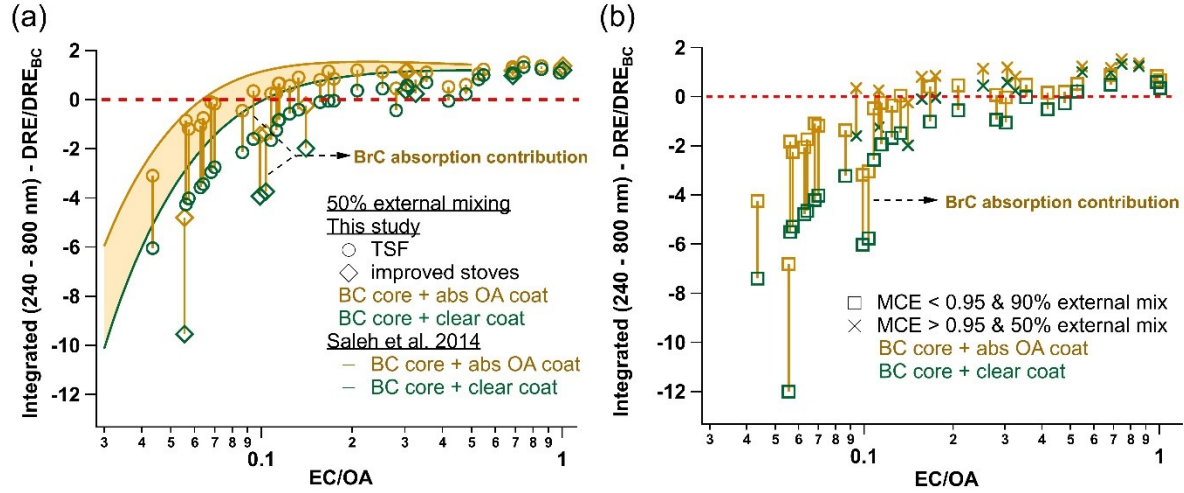 (a)
Integrated (240 - 800 nm) - DRE/DRE_BC
2
0
-2
-4
-6
-8
-10
-12
BrC absorption contribution
50% external mixing
This study
TSF
improved stoves
BC core + abs OA coat
BC core + clear coat
Saleh et al. 2014
BC core + abs OA coat
BC core + clear coat
3 4 5 6 7 8 9 2 3 4 5 6 7 8 9
0.1 1
EC/OA
(b)
Integrated (240 - 800 nm) - DRE/DRE_BC
2
0
-2
-4
-6
-8
-10
-12
BrC absorption contribution
MCE < 0.95 & 90% external mix
MCE > 0.95 & 50% external mix
BC core + abs OA coat
BC core + clear coat
3 4 5 6 7 8 9 2 3 4 5 6 7 8 9
0.1 1
EC/OA